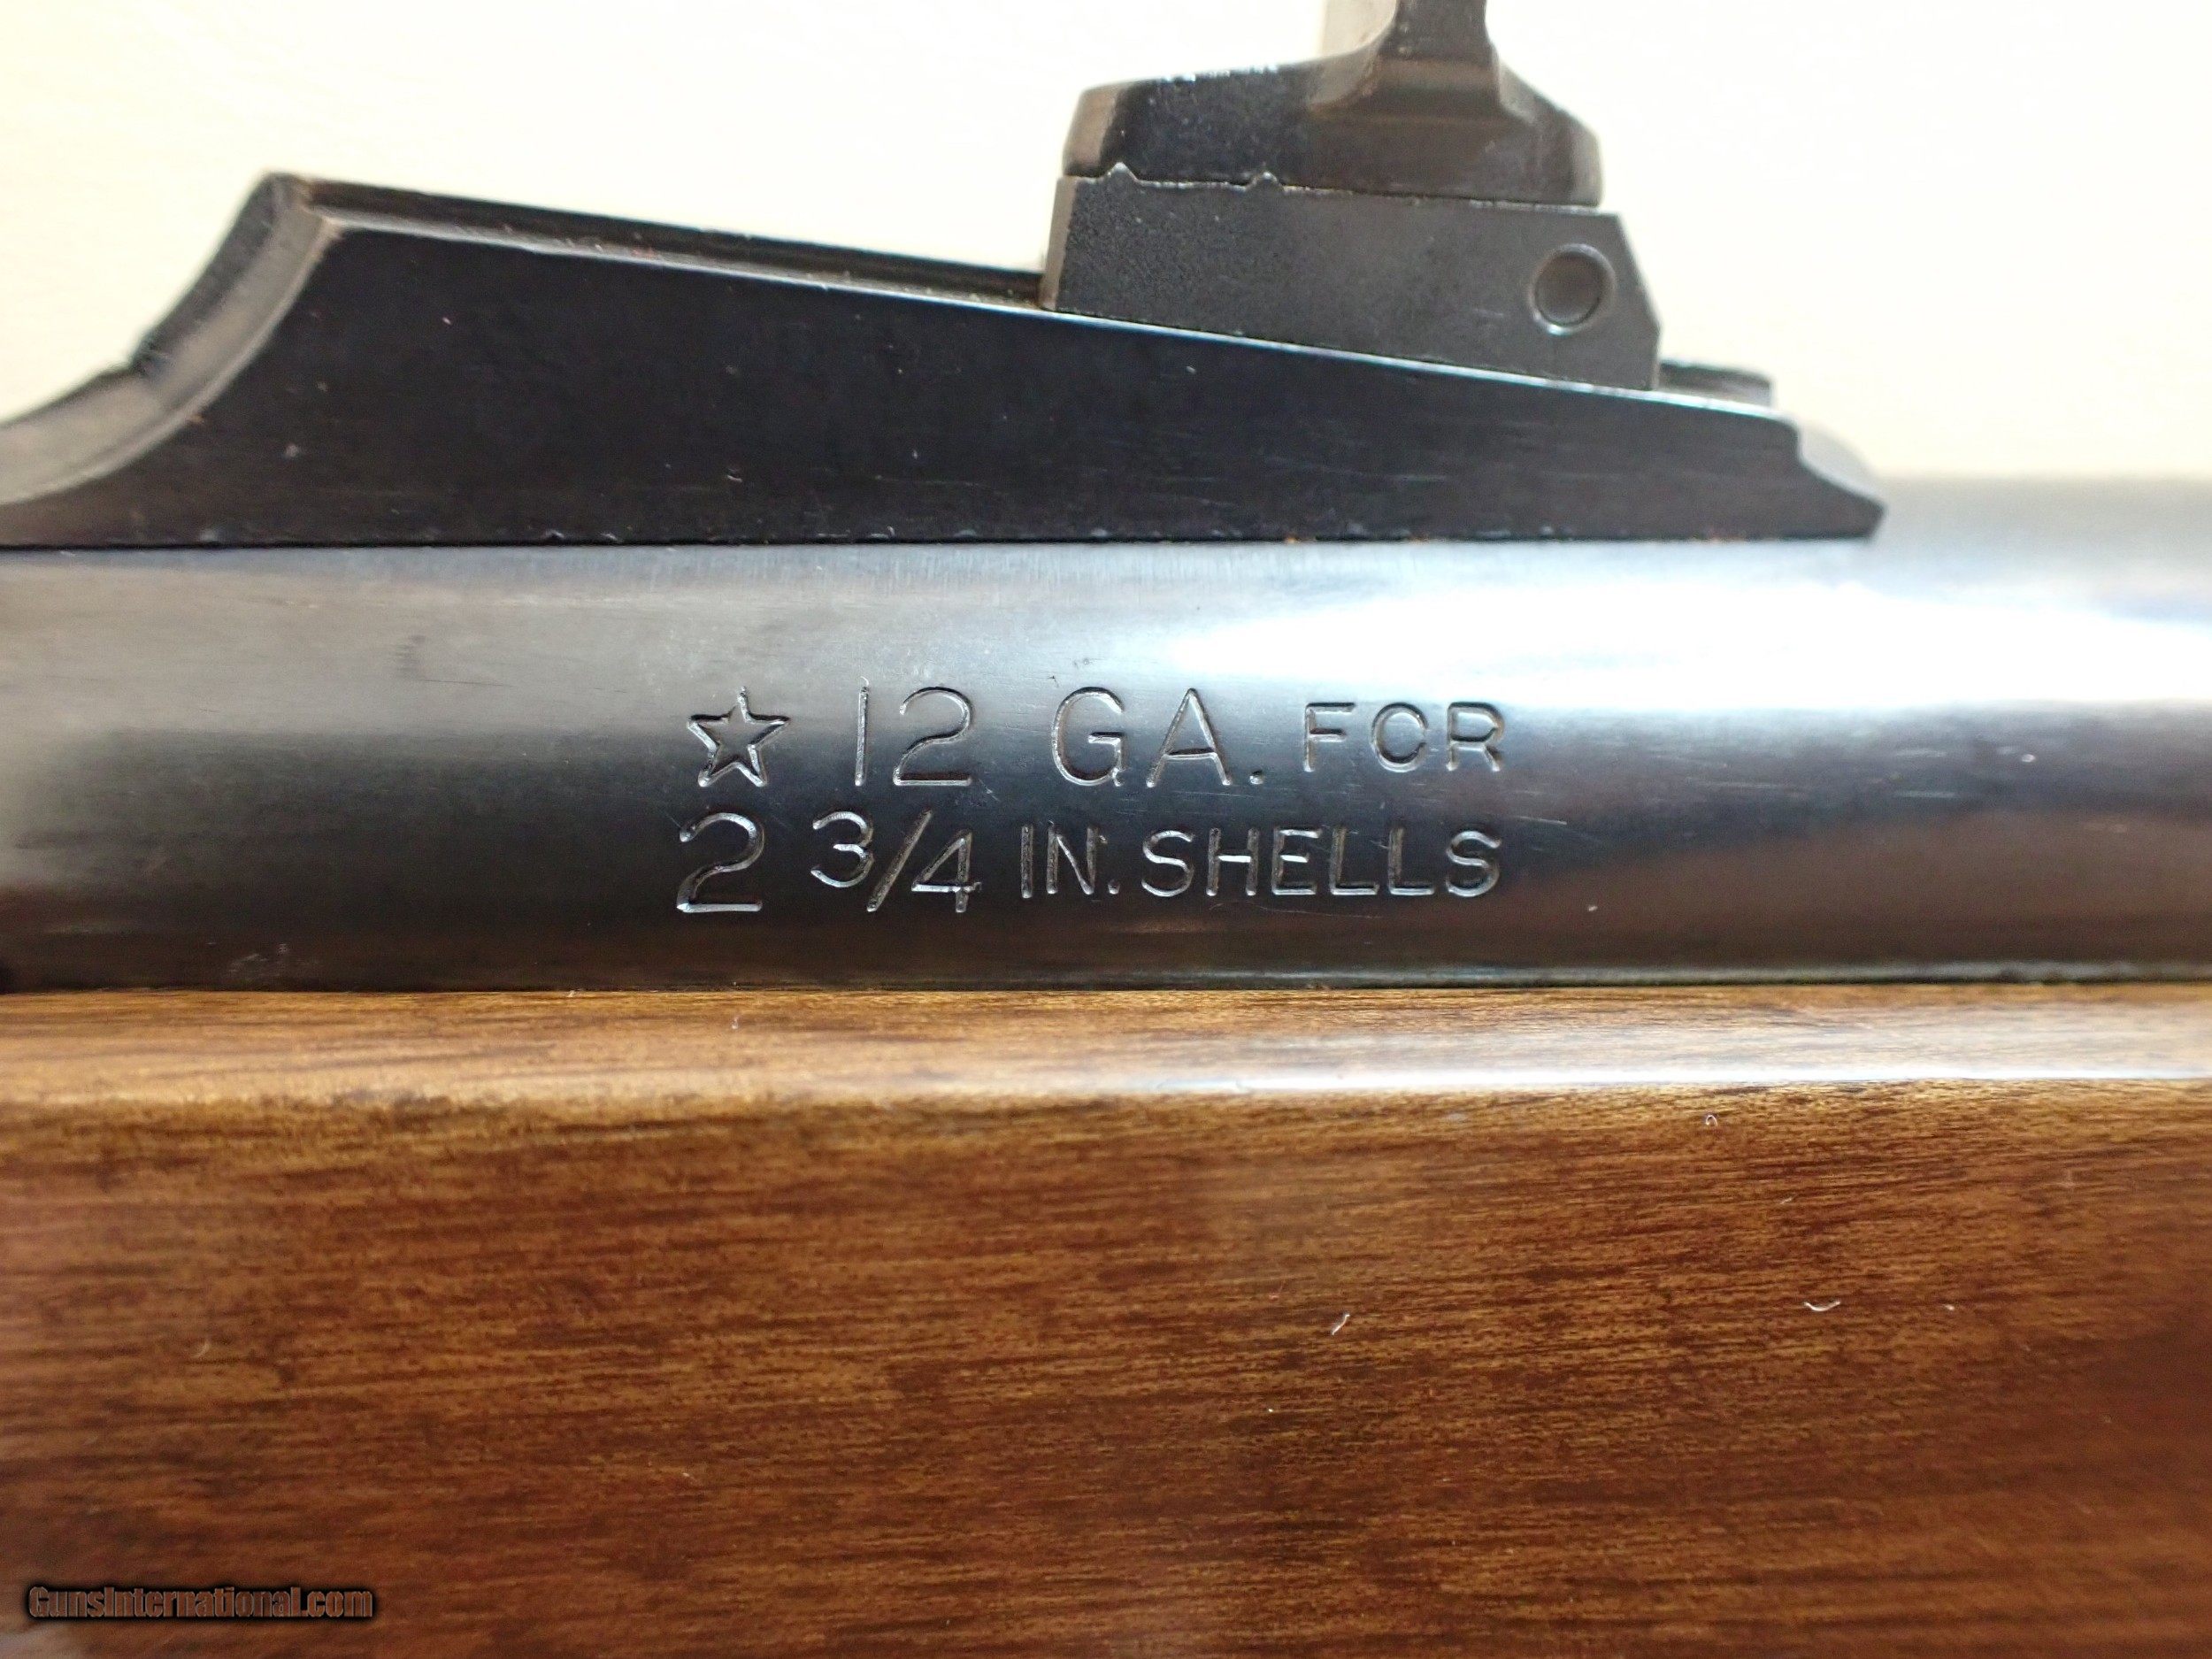 ☆ 12 GA. FOR
2 3/4 IN. SHELLS
GunsInternational.com